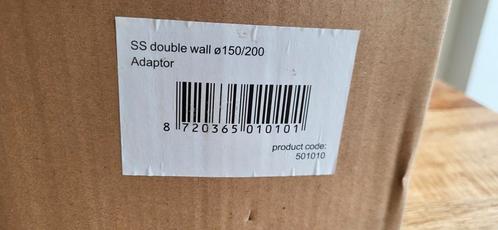 SS double wall ø150/200
Adaptor
8 720365 010101
product code:
501010